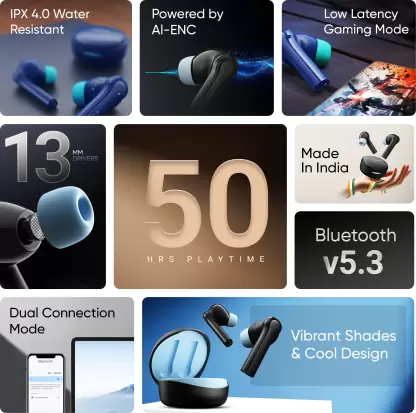 IPX 4.0 Water
Resistant
Powered by
AI-ENC
Low Latency
Gaming Mode
13 MM
DRIVERS
50
HRS PLAYTIME
Made
In India
Bluetooth
v5.3
Dual Connection
Mode
Vibrant Shades
& Cool Design